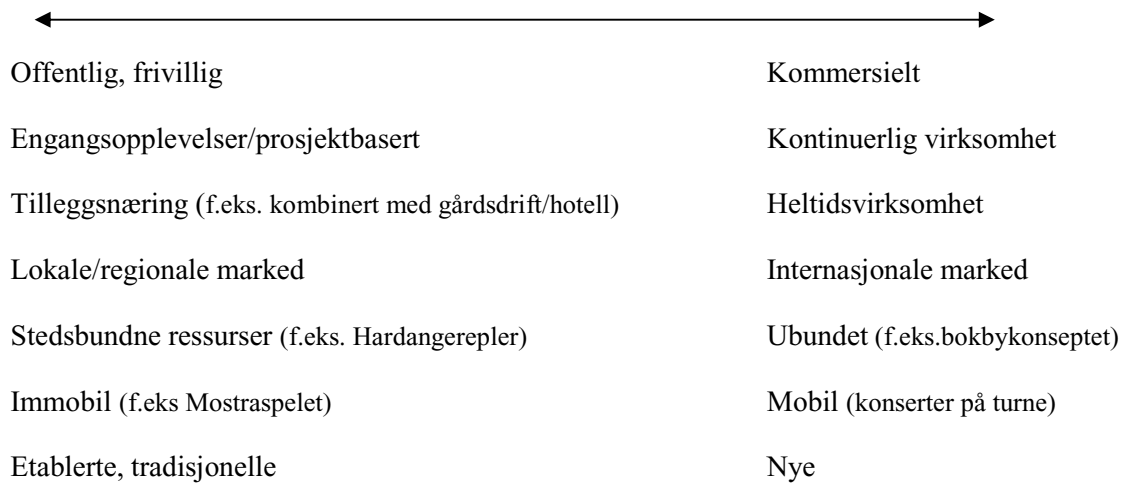 Offentlig, frivillig Kommersielt
Engangsopplevelser/prosjektbasert Kontinuerlig virksomhet
Tilleggsnæring (f.eks. kombinert med gårdsdrift/hotell) Heltidsvirksomhet
Lokale/regionale marked Internasjonale marked
Stedsbundne ressurser (f.eks. Hardangerepler) Ubundet (f.eks.bokbykonseptet)
Immobil (f.eks Mostraspelet) Mobil (konserter på turne)
Etablerte, tradisjonelle Nye